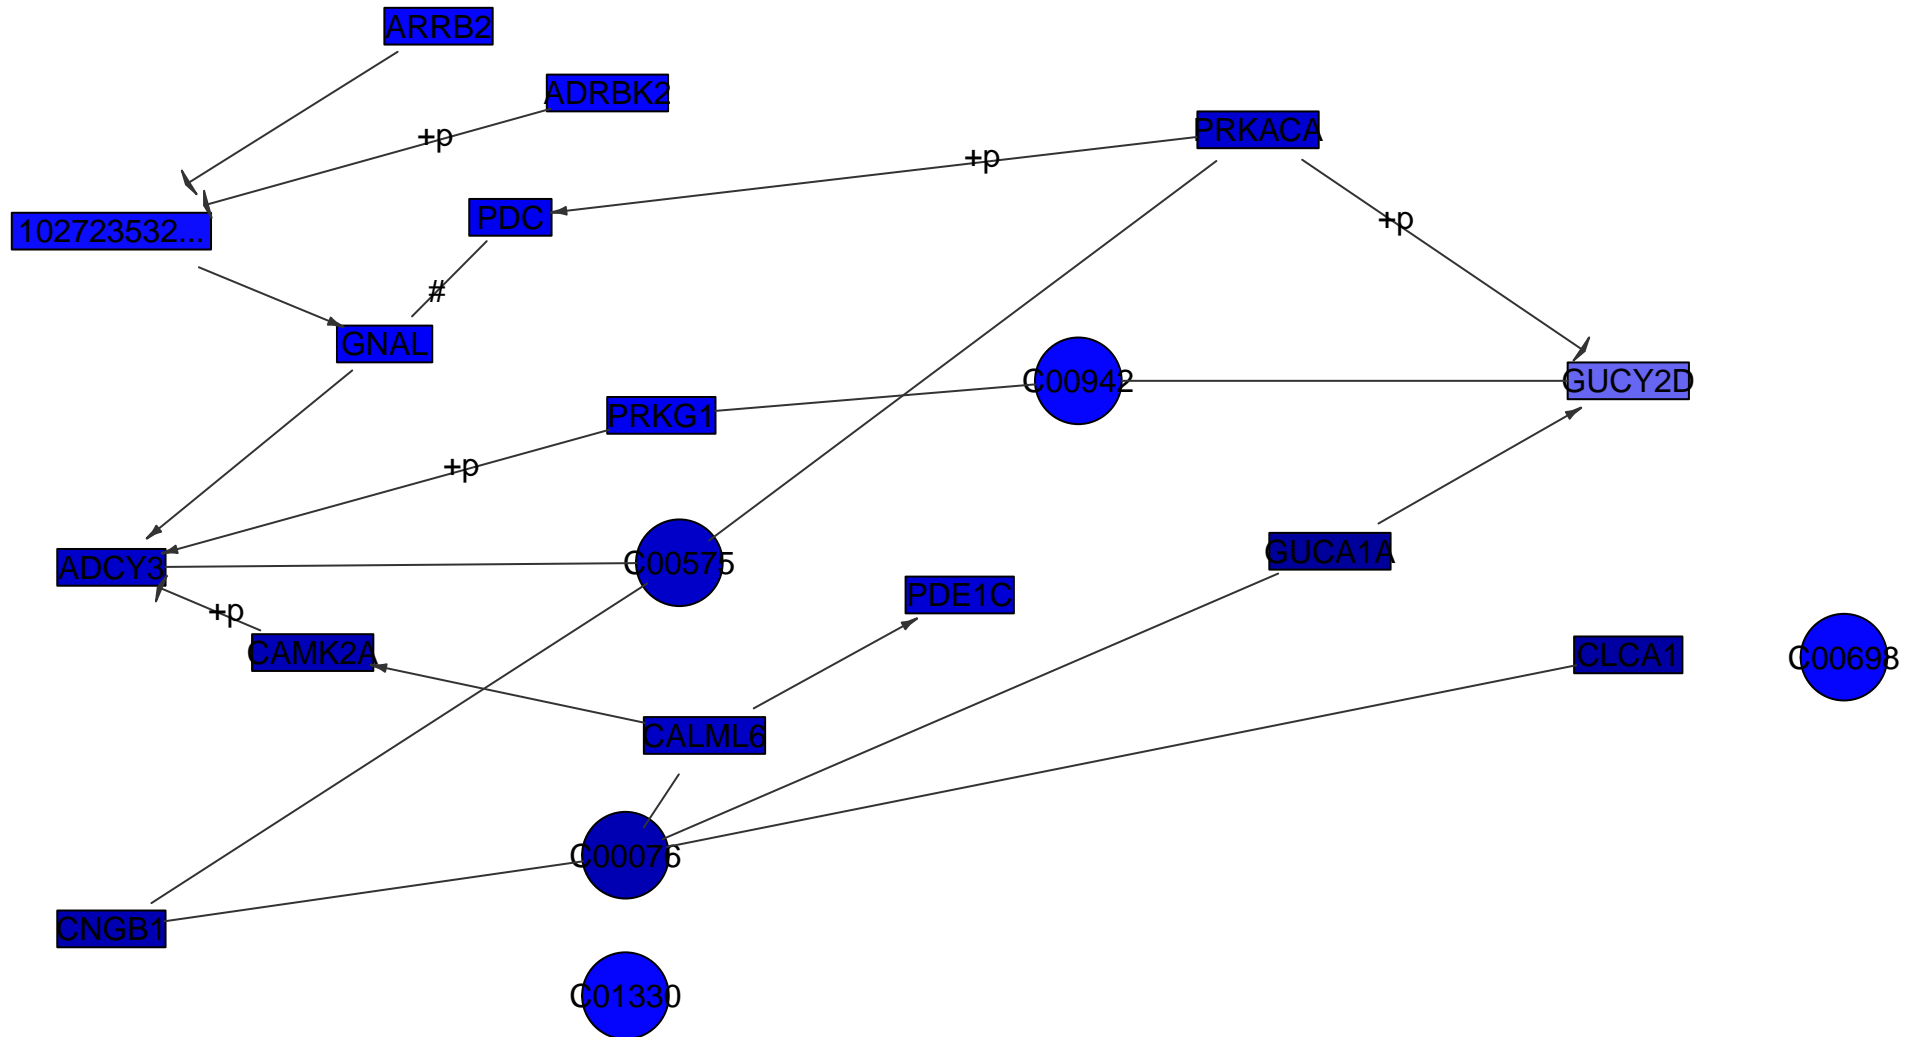 ARRB2
ADRBK2
+p
PRKACA
+p
102723532...
PDC
+p
#
GNAL
C00942
GUCY2D
PRKG1
+p
ADCY3
C00575
GUCA1A
PDE1C
+p
CAMK2A
CLCA1
C00698
CALML6
C00076
CNGB1
C01330